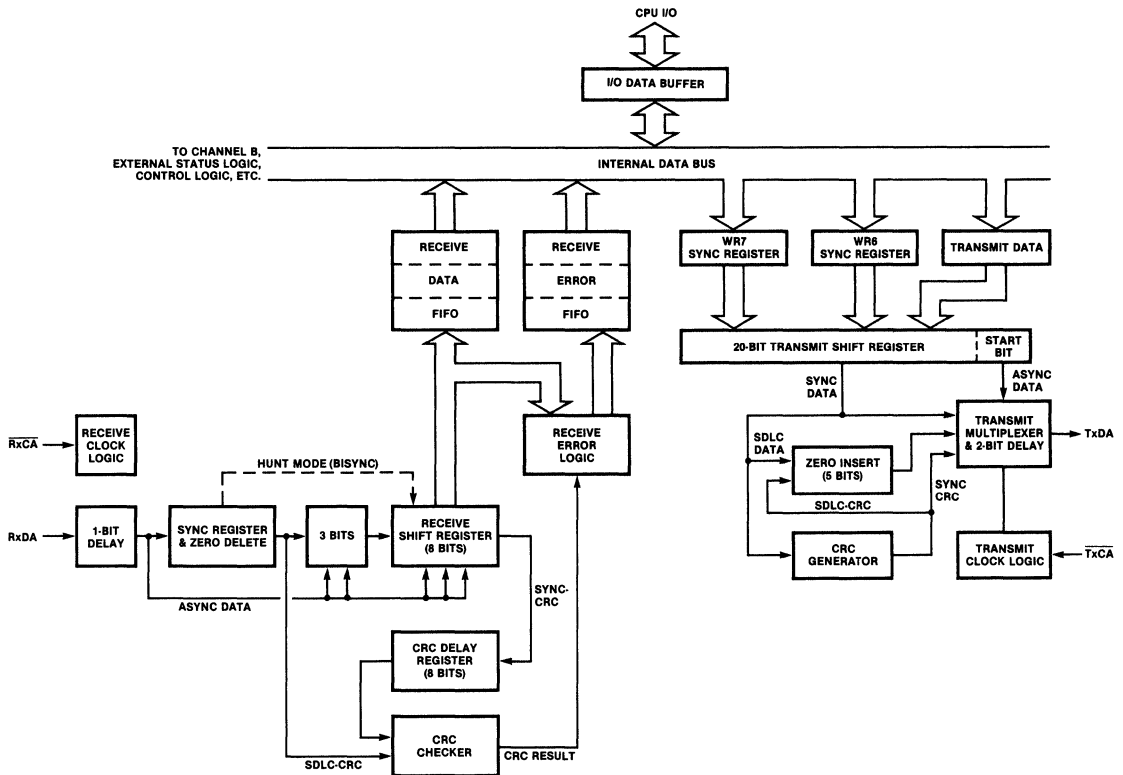 CPU I/O
I/O DATA BUFFER
TO CHANNEL B,
EXTERNAL STATUS LOGIC,
CONTROL LOGIC, ETC.
INTERNAL DATA BUS
RECEIVE
DATA
FIFO
RECEIVE
ERROR
FIFO
WR7
SYNC REGISTER
WR6
SYNC REGISTER
TRANSMIT DATA
20-BIT TRANSMIT SHIFT REGISTER
START
BIT
SYNC
DATA
ASYNC
DATA
RxCA
RECEIVE
CLOCK
LOGIC
RECEIVE
ERROR
LOGIC
TRANSMIT
MULTIPLEXER
& 2-BIT DELAY
TxDA
SDLC
DATA
ZERO INSERT
(5 BITS)
SYNC
CRC
SDLC-CRC
HUNT MODE (BISYNC)
RxDA
1-BIT
DELAY
SYNC REGISTER
& ZERO DELETE
3 BITS
RECEIVE
SHIFT REGISTER
(8 BITS)
CRC
GENERATOR
TRANSMIT
CLOCK LOGIC
TxCA
ASYNC DATA
SYNC-
CRC
CRC DELAY
REGISTER
(8 BITS)
CRC
CHECKER
SDLC-CRC
CRC RESULT